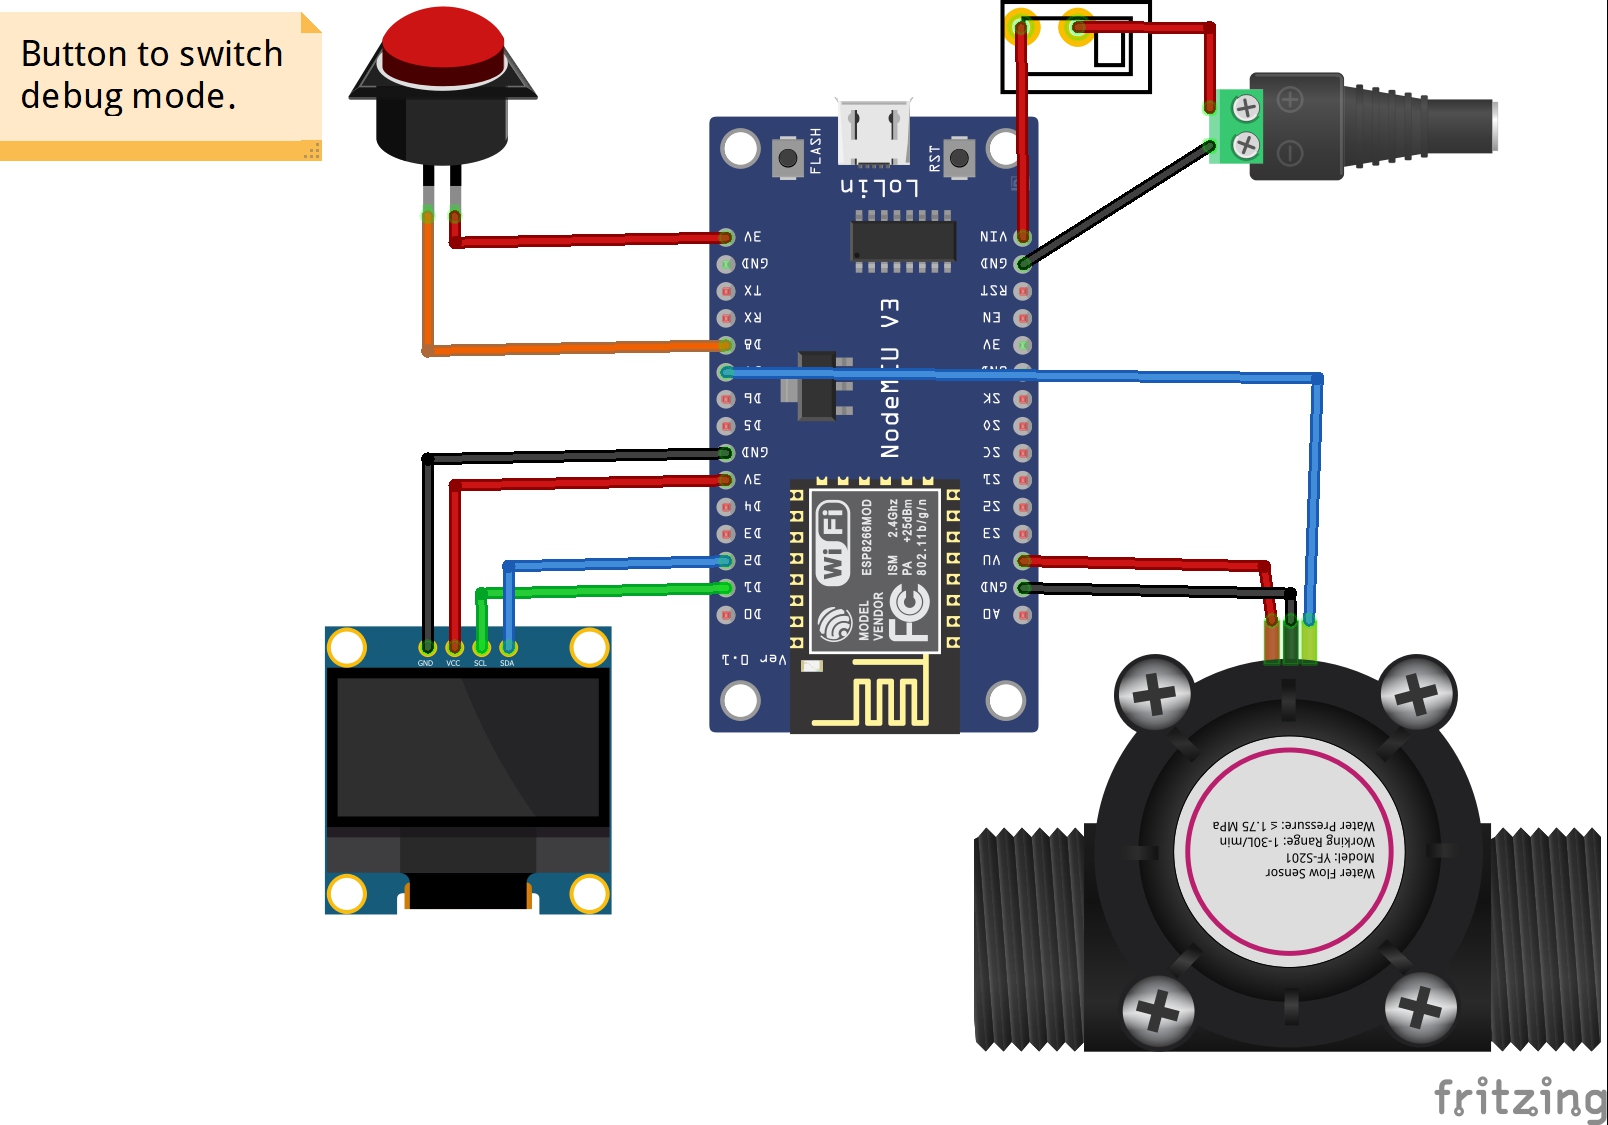 Button to switch
debug mode.
FLASH
RST
LoLin
3V
GND
TX
RX
D8
D6
D5
GND
3V
D4
D3
D2
D1
D0
VIN
GND
RST
EN
3V
GND
SK
SO
SC
S1
S2
S3
VU
GND
A0
NodeMCU V3
WiFi
ESP8266MOD
ISM 2.4Ghz
PA +25dBm
802.11b/g/n
MODEL
VENDOR
FC
Ver 0.1
GND VCC SCL SDA
Water Flow Sensor
Model: YF-S201
Working Range: 1-30L/min
Water Pressure: ≤ 1.75 MPa
fritzing